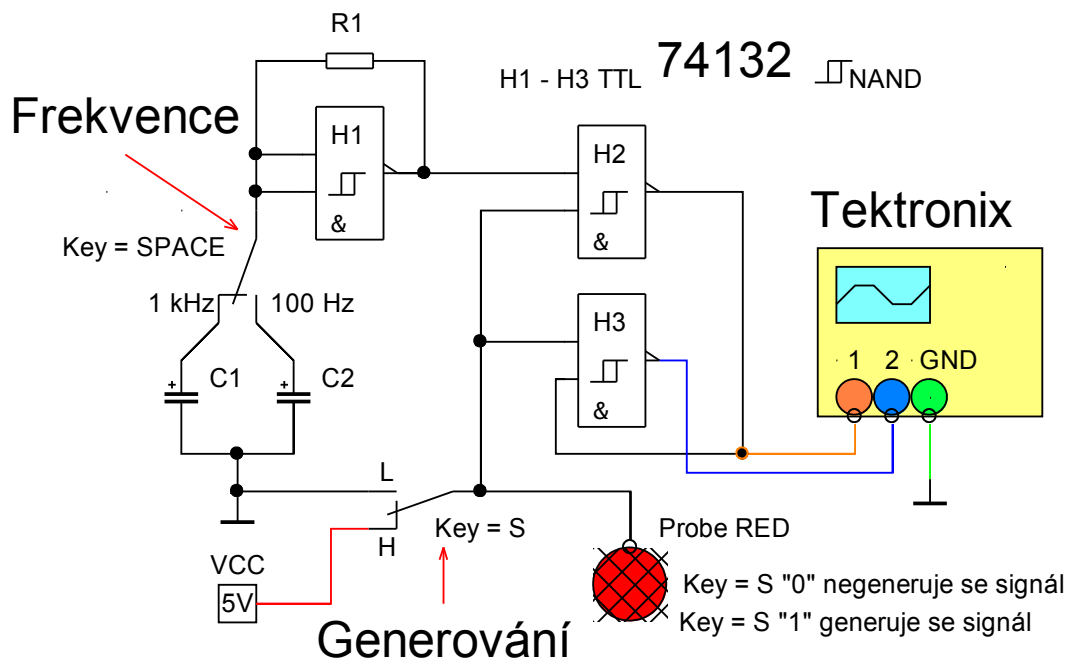 R1
H1 - H3 TTL 74132 NAND
Frekvence
H1
&
H2
&
Tektronix
Key = SPACE
1 kHz
100 Hz
H3
&
1 2 GND
C1
C2
L
H
Key = S
Probe RED
VCC
5V
Key = S "0" negeneruje se signál
Key = S "1" generuje se signál
Generování
+
+